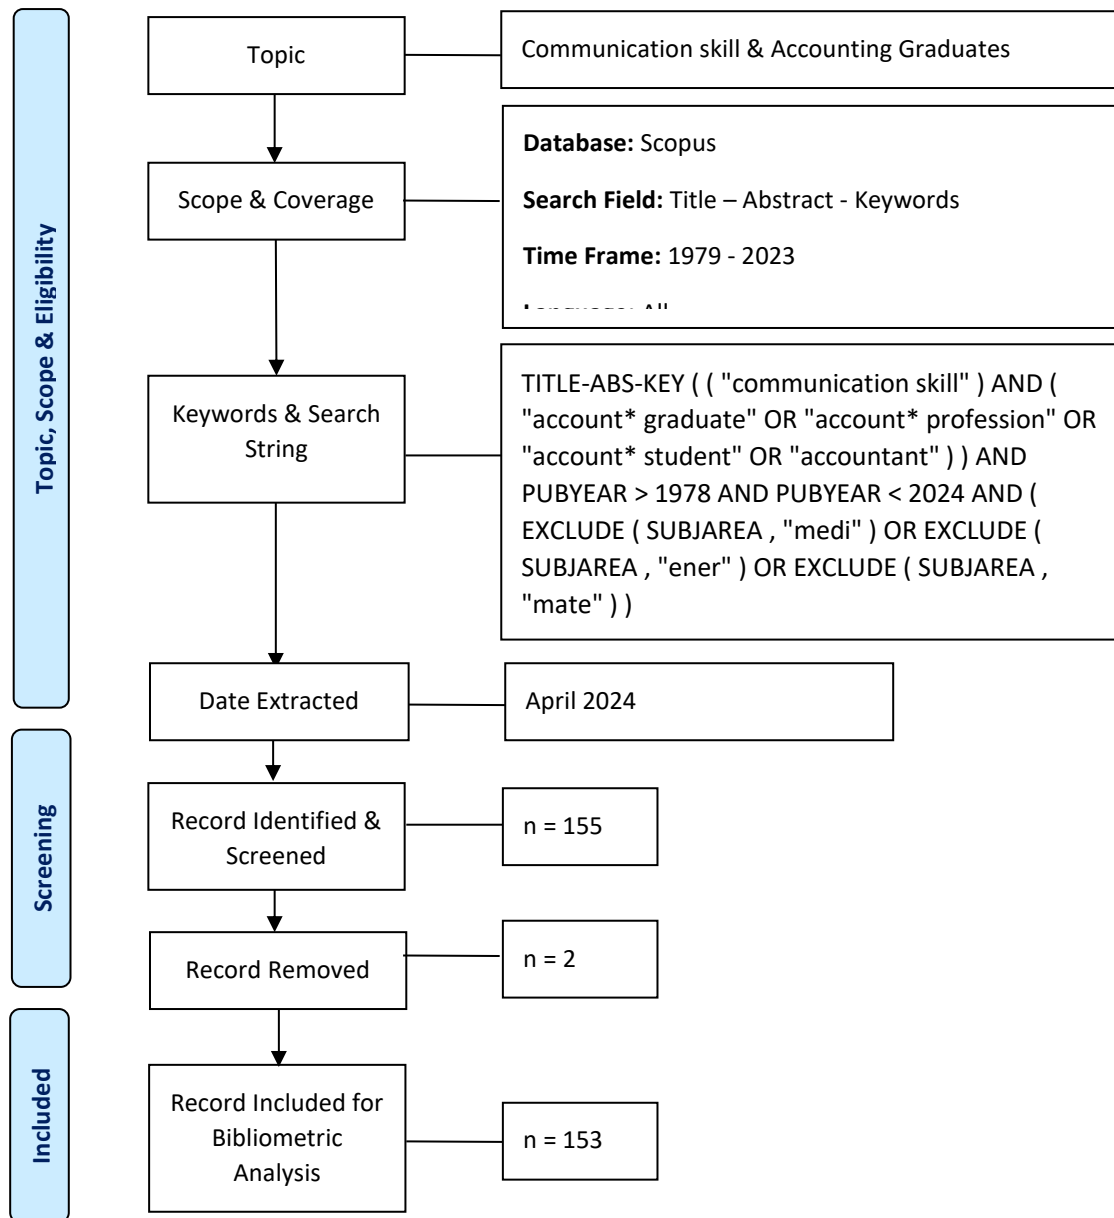 Topic, Scope & Eligibility
Topic
Communication skill & Accounting Graduates
Scope & Coverage
Database: Scopus
Search Field: Title – Abstract - Keywords
Time Frame: 1979 - 2023
Keywords & Search
String
TITLE-ABS-KEY ( ( "communication skill" ) AND (
"account* graduate" OR "account* profession" OR
"account* student" OR "accountant" ) ) AND
PUBYEAR > 1978 AND PUBYEAR < 2024 AND (
EXCLUDE ( SUBJAREA , "medi" ) OR EXCLUDE (
SUBJAREA , "ener" ) OR EXCLUDE ( SUBJAREA ,
"mate" ) )
Date Extracted
April 2024
Screening
Record Identified &
Screened
n = 155
Record Removed
n = 2
Included
Record Included for
Bibliometric
Analysis
n = 153